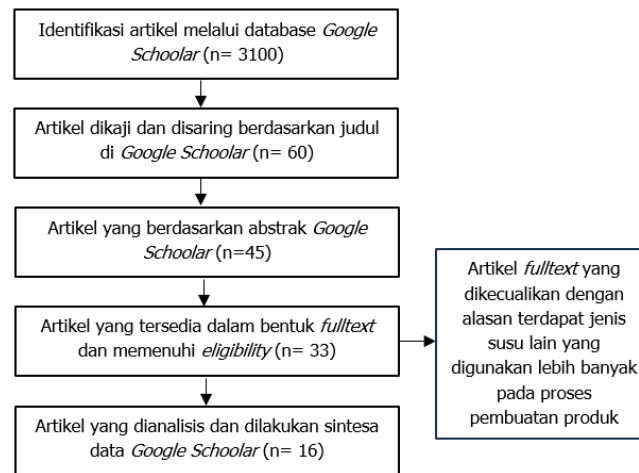 Identifikasi artikel melalui database Google
Schoolar (n= 3100)
Artikel dikaji dan disaring berdasarkan judul
di Google Schoolar (n= 60)
Artikel yang berdasarkan abstrak Google
Schoolar (n=45)
Artikel yang tersedia dalam bentuk fulltext
dan memenuhi eligibility (n= 33)
Artikel fulltext yang
dikecualikan dengan
alasan terdapat jenis
susu lain yang
digunakan lebih banyak
pada proses
pembuatan produk
Artikel yang dianalisis dan dilakukan sintesa
data Google Schoolar (n= 16)